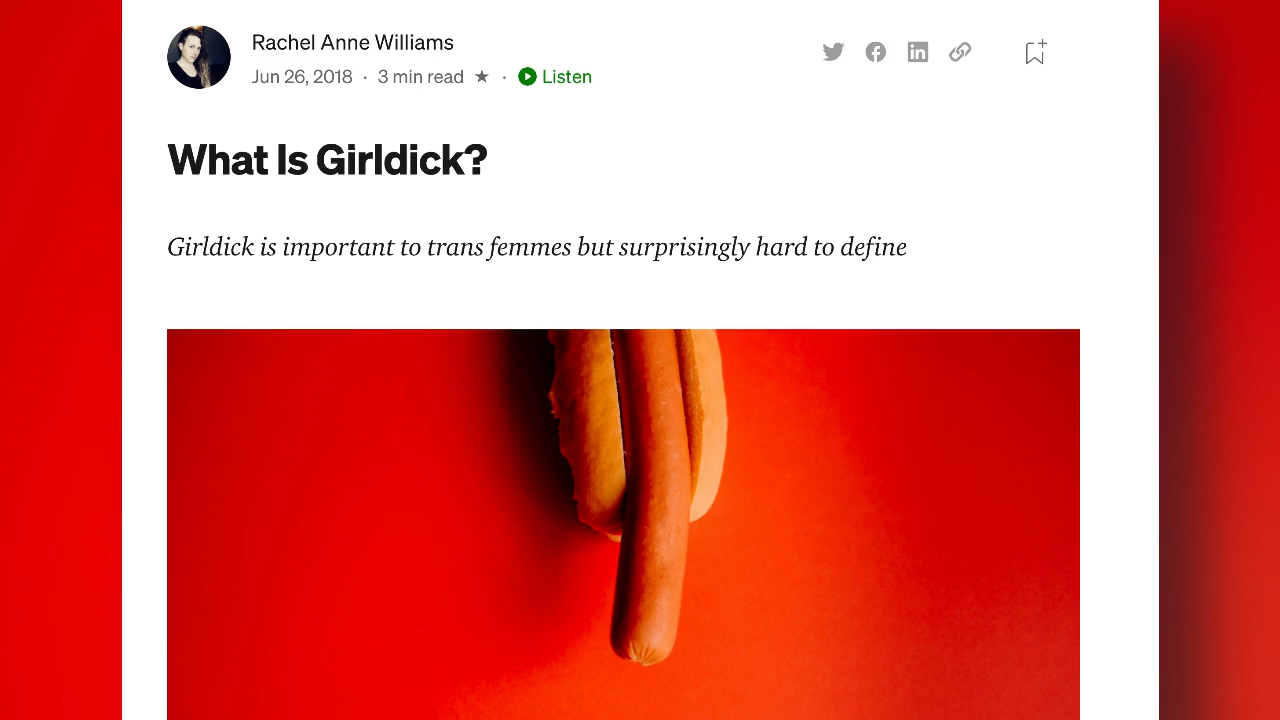 Rachel Anne Williams
Jun 26, 2018 · 3 min read ★ · Listen
What Is Girldick?
Girldick is important to trans femmes but surprisingly hard to define